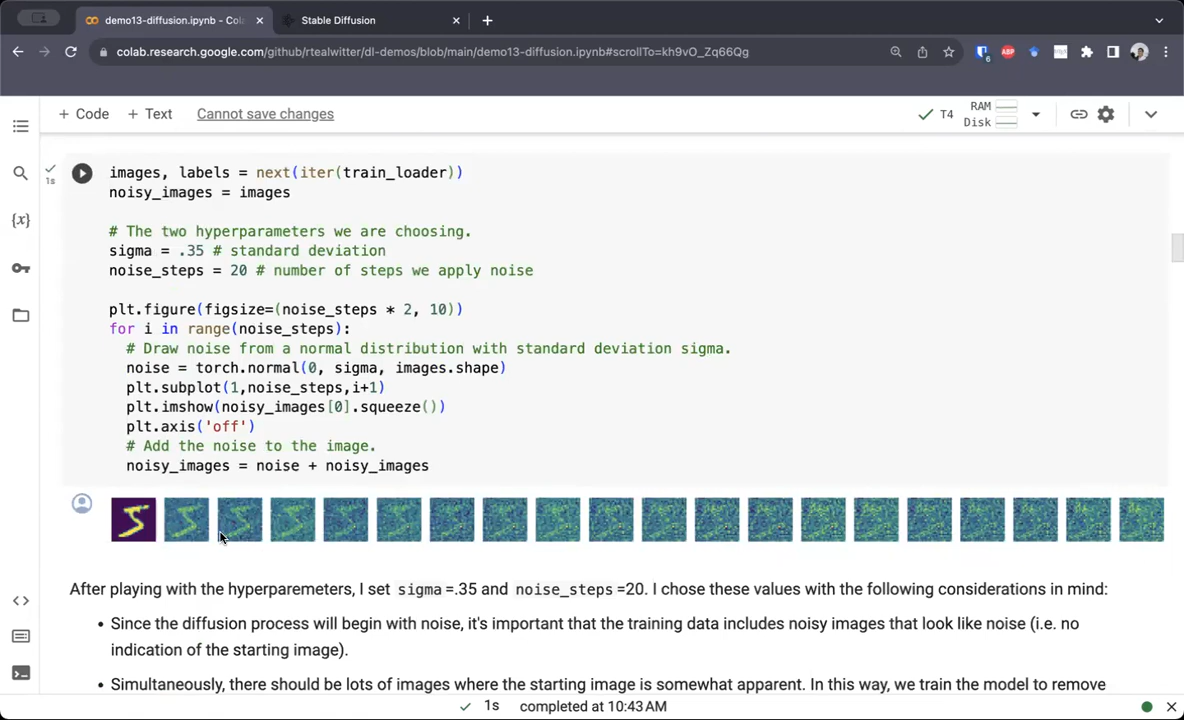 demo13-diffusion.ipynb - Cola
Stable Diffusion
colab.research.google.com/github/rtealwitter/dl-demos/blob/main/demo13-diffusion.ipynb#scrollTo=kh9vO_Zq66Qg
6
ABP
+ Code + Text Cannot save changes
T4 RAM
Disk
1s
images, labels = next(iter(train_loader))
noisy_images = images
{x}
# The two hyperparameters we are choosing.
sigma = .35 # standard deviation
noise_steps = 20 # number of steps we apply noise
plt.figure(figsize=(noise_steps * 2, 10))
for i in range(noise_steps):
# Draw noise from a normal distribution with standard deviation sigma.
noise = torch.normal(0, sigma, images.shape)
plt.subplot(1,noise_steps,i+1)
plt.imshow(noisy_images[0].squeeze())
plt.axis('off')
# Add the noise to the image.
noisy_images = noise + noisy_images
After playing with the hyperparemeters, I set sigma =.35 and noise_steps =20. I chose these values with the following considerations in mind:
• Since the diffusion process will begin with noise, it's important that the training data includes noisy images that look like noise (i.e. no
indication of the starting image).
• Simultaneously, there should be lots of images where the starting image is somewhat apparent. In this way, we train the model to remove
1s completed at 10:43 AM